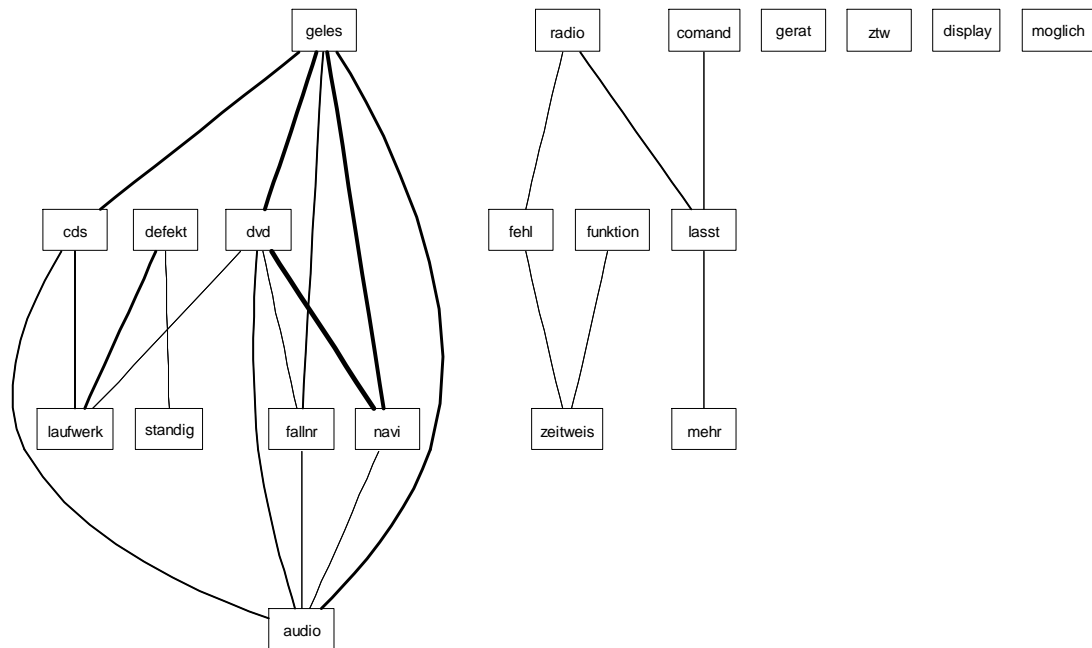 geles
radio
comand
gerat
ztw
display
moglich
cds
defekt
dvd
fehl
funktion
lasst
laufwerk
standig
fallnr
navi
zeitweis
mehr
audio